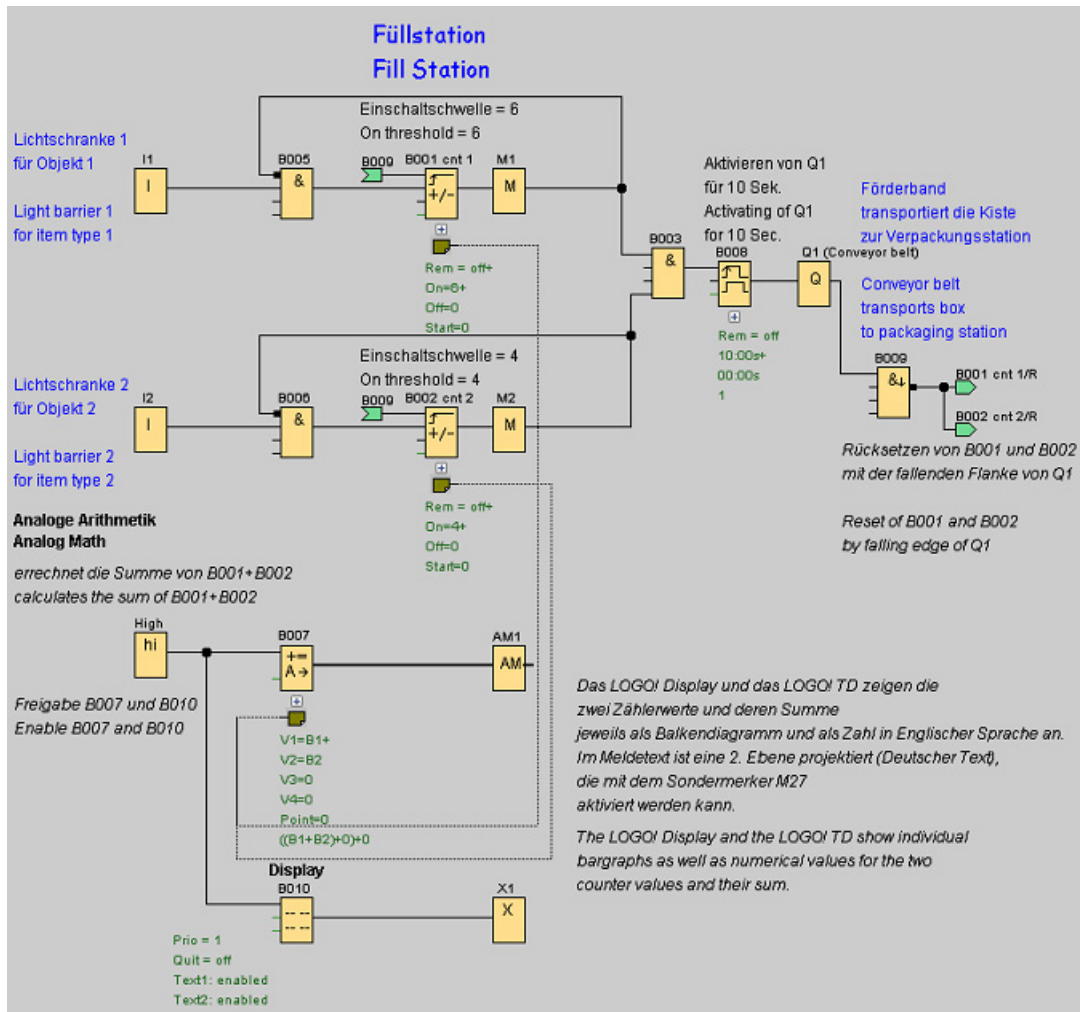 Füllstation
Fill Station
Einschaltschwelle = 6
On threshold = 6
Lichtschranke 1
für Objekt 1
Light barrier 1
for item type 1
I1
I
B005
&
B009
B001 cnt 1
+/-
M1
M
Rem = off+
On=6+
Off=0
Start=0
Aktivieren von Q1
für 10 Sek.
Activating of Q1
for 10 Sec.
B003
&
B008
Rem = off
10:00s+
00:00s
1
Q1 (Conveyor belt)
Q
Förderband
transportiert die Kiste
zur Verpackungsstation
Conveyor belt
transports box
to packaging station
B009
&↓
B001 cnt 1/R
B002 cnt 2/R
Rücksetzen von B001 und B002
mit der fallenden Flanke von Q1
Reset of B001 and B002
by falling edge of Q1
Einschaltschwelle = 4
On threshold = 4
Lichtschranke 2
für Objekt 2
Light barrier 2
for item type 2
I2
I
B006
&
B009
B002 cnt 2
+/-
M2
M
Rem = off+
On=4+
Off=0
Start=0
Analoge Arithmetik
Analog Math
errechnet die Summe von B001+B002
calculates the sum of B001+B002
High
hi
Freigabe B007 und B010
Enable B007 and B010
B007
+=
A→
AM1
AM
V1=B1+
V2=B2
V3=0
V4=0
Point=0
((B1+B2)+0)+0
Das LOGO! Display und das LOGO! TD zeigen die
zwei Zählerwerte und deren Summe
jeweils als Balkendiagramm und als Zahl in Englischer Sprache an.
Im Meldetext ist eine 2. Ebene projektiert (Deutscher Text),
die mit dem Sondermerker M27
aktiviert werden kann.
The LOGO! Display and the LOGO! TD show individual
bargraphs as well as numerical values for the two
counter values and their sum.
Display
B010
X1
X
Prio = 1
Quit = off
Text1: enabled
Text2: enabled